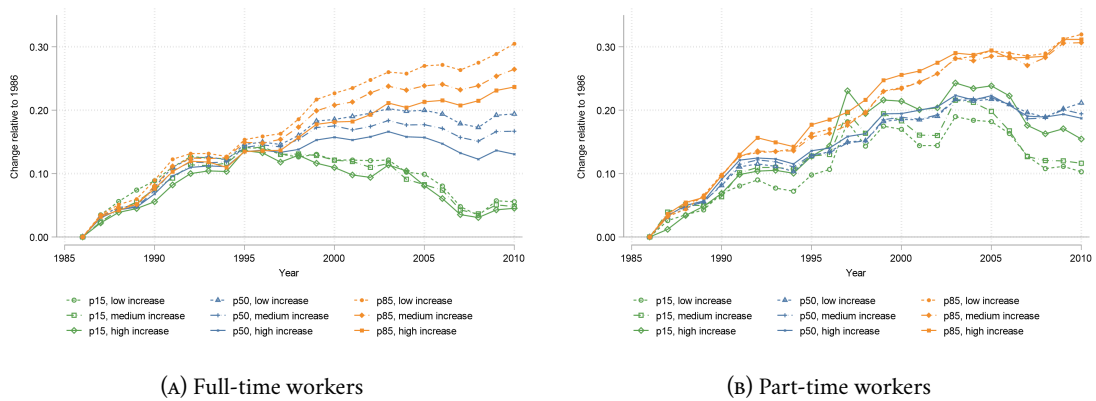 Change relative to 1986
0.30
0.20
0.10
0.00
1985
1990
1995
2000
2005
2010
Year
p15, low increase
p50, low increase
p85, low increase
p15, medium increase
p50, medium increase
p85, medium increase
p15, high increase
p50, high increase
p85, high increase
(A) Full-time workers
Change relative to 1986
0.30
0.20
0.10
0.00
1985
1990
1995
2000
2005
2010
Year
p15, low increase
p50, low increase
p85, low increase
p15, medium increase
p50, medium increase
p85, medium increase
p15, high increase
p50, high increase
p85, high increase
(B) Part-time workers